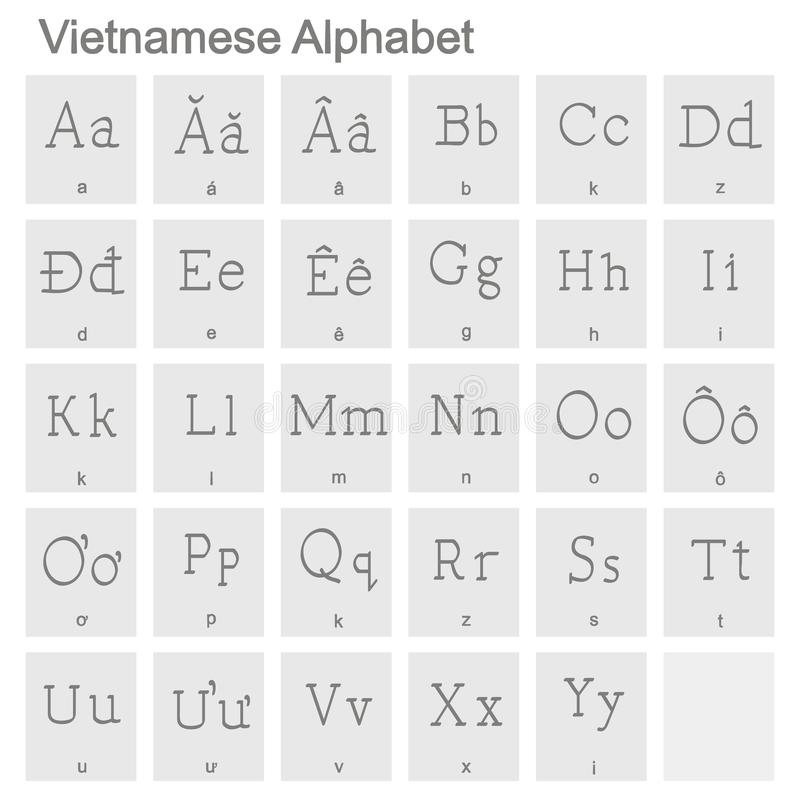 Vietnamese Alphabet
Aa Ăă Ââ Bb Cc Dd
a á â b k z
Đđ Ee Êê Gg Hh Ii
d e ê g h i
Kk Ll Mm Nn Oo Ôô
k l m n o ô
Ơơ Pp Qq Rr Ss Tt
ơ p k z s t
Uu Ưư Vv Xx Yy
u ư v x i
dreamstime